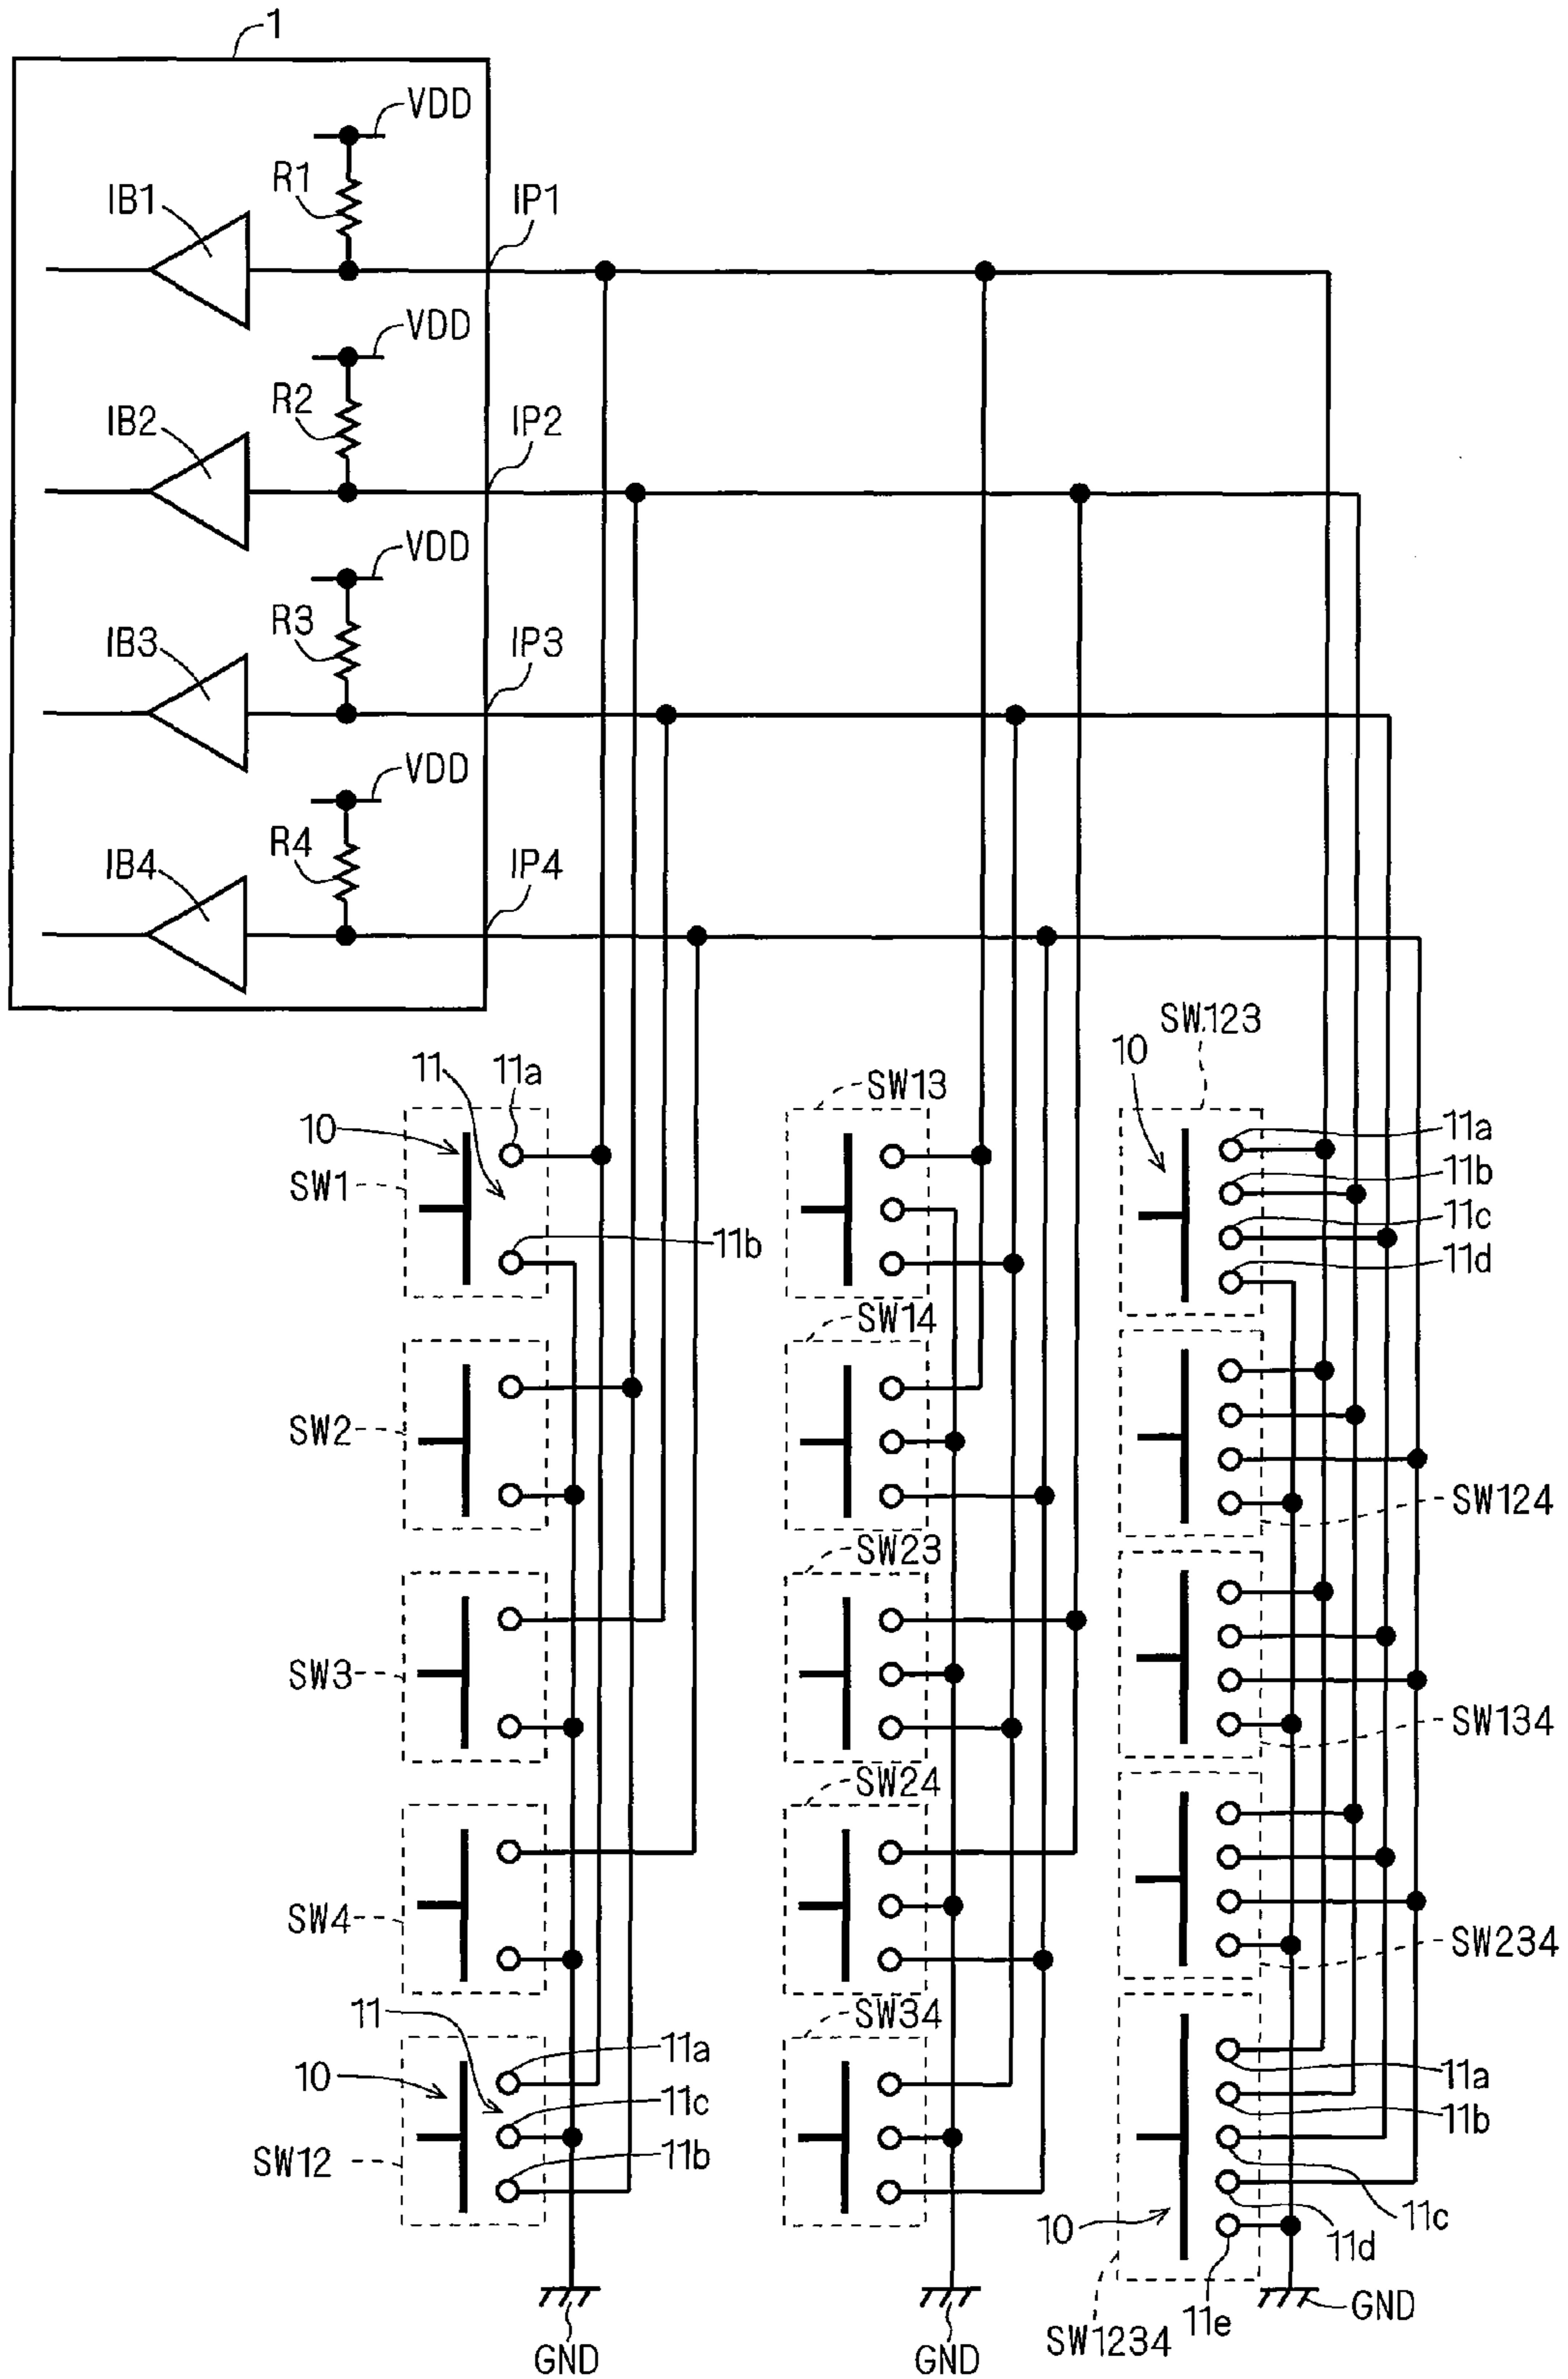 1
VDD
R1
IB1
IP1
VDD
R2
IB2
IP2
VDD
R3
IB3
IP3
VDD
R4
IB4
IP4
SW123
11
11a
SW13
10
10
11a
SW1
11b
11b
11c
11d
SW14
SW2
SW124
SW23
SW3
SW134
SW24
SW4
SW234
11
SW34
11a
10
11a
11c
11b
11b
SW12
11c
10
11d
11e
GND
SW1234
GND
GND